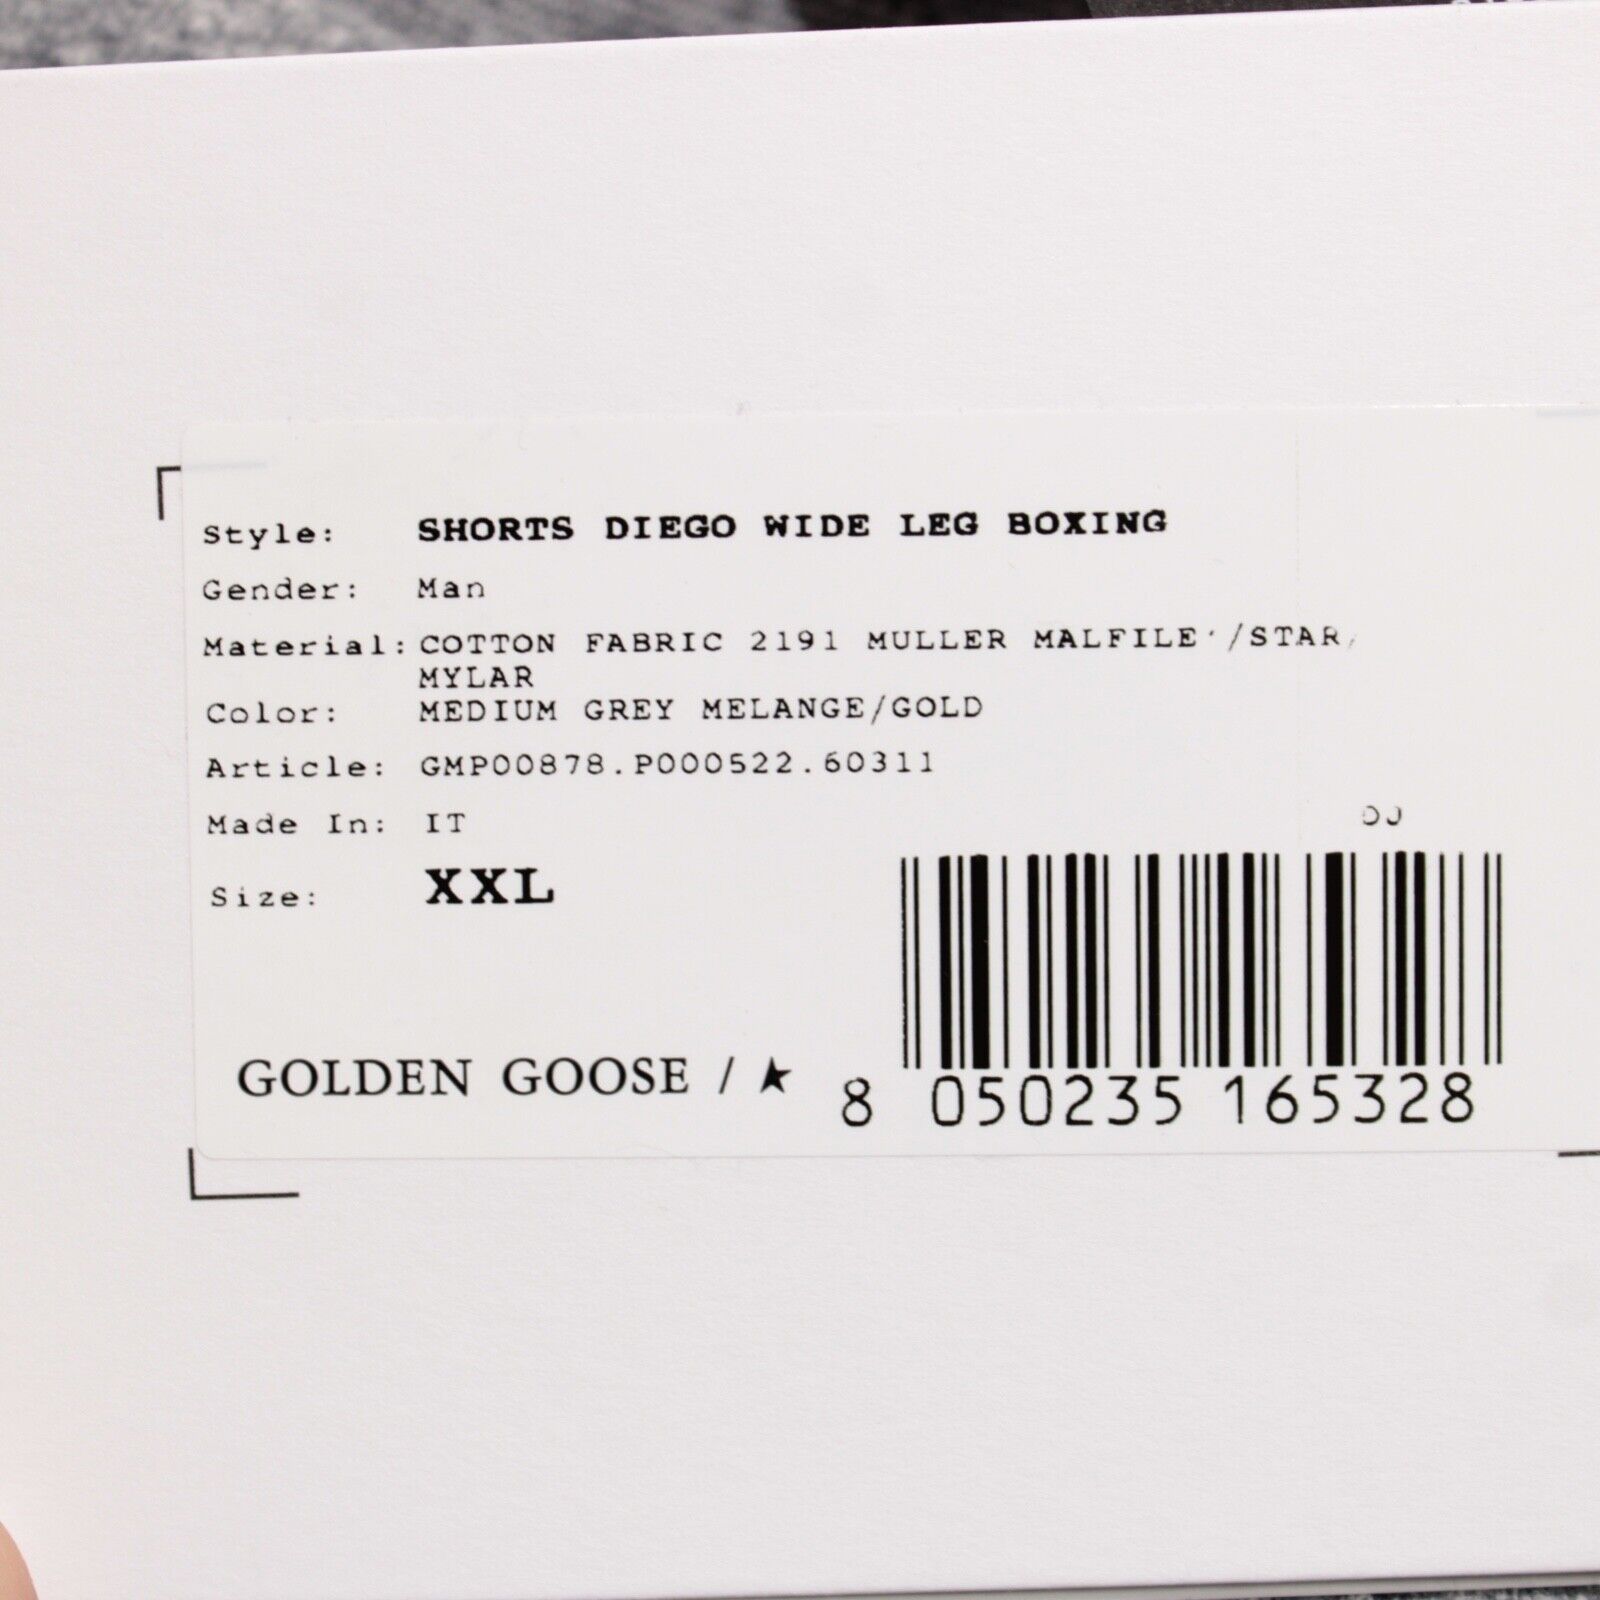 Style: SHORTS DIEGO WIDE LEG BOXING
Gender: Man
Material: COTTON FABRIC 2191 MULLER MALFILE'/STAR,
MYLAR
Color: MEDIUM GREY MELANGE/GOLD
Article: GMP00878.P000522.60311
Made In: IT
Size: XXL
GOLDEN GOOSE / ★
8 050235 165328